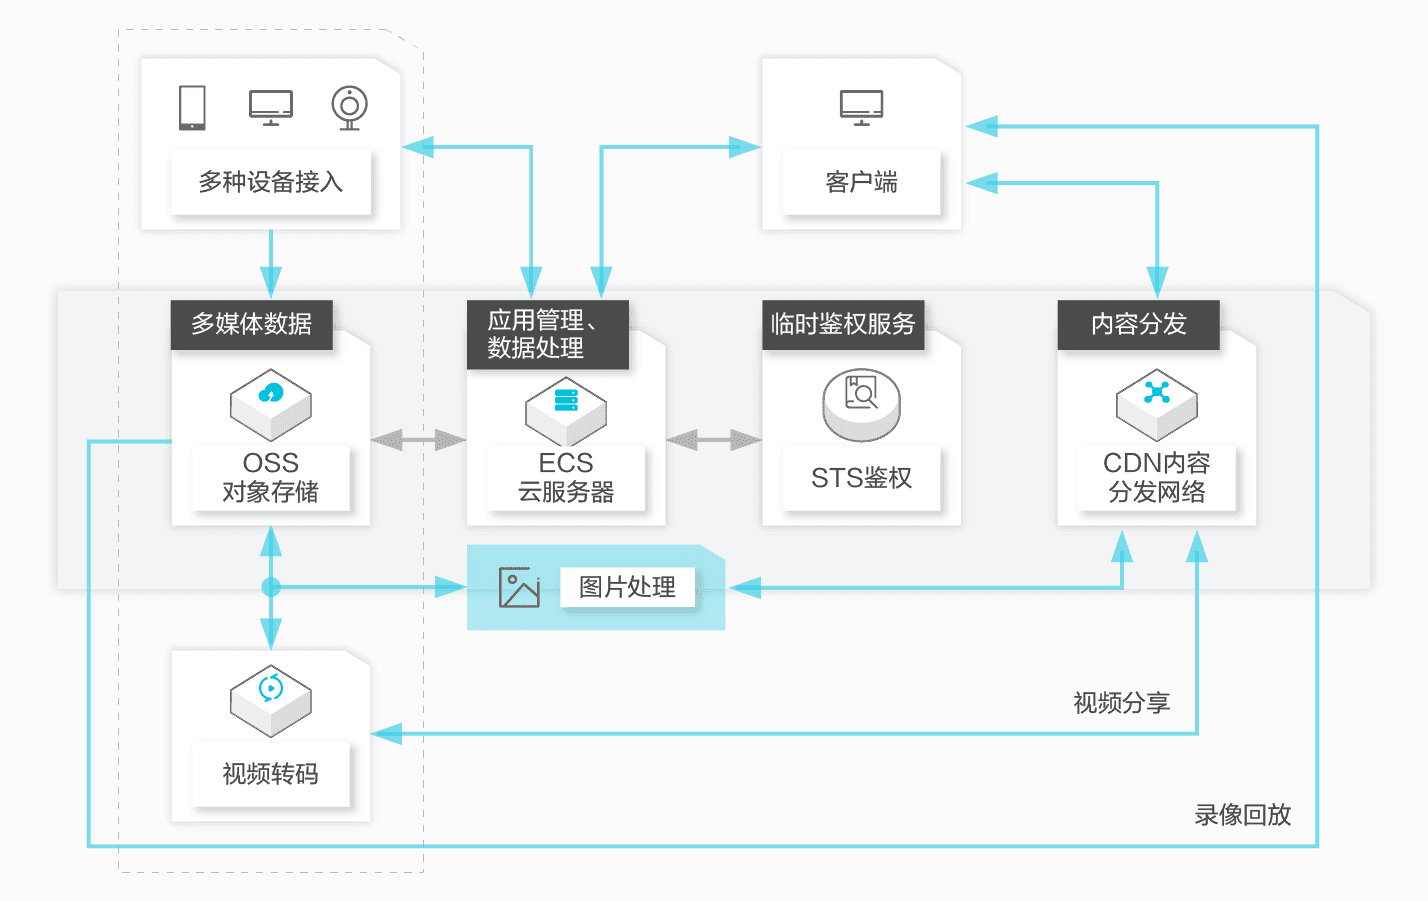 多种设备接入
客户端
多媒体数据
应用管理、
数据处理
临时鉴权服务
内容分发
OSS
对象存储
ECS
云服务器
STS鉴权
CDN内容
分发网络
图片处理
视频转码
视频分享
录像回放